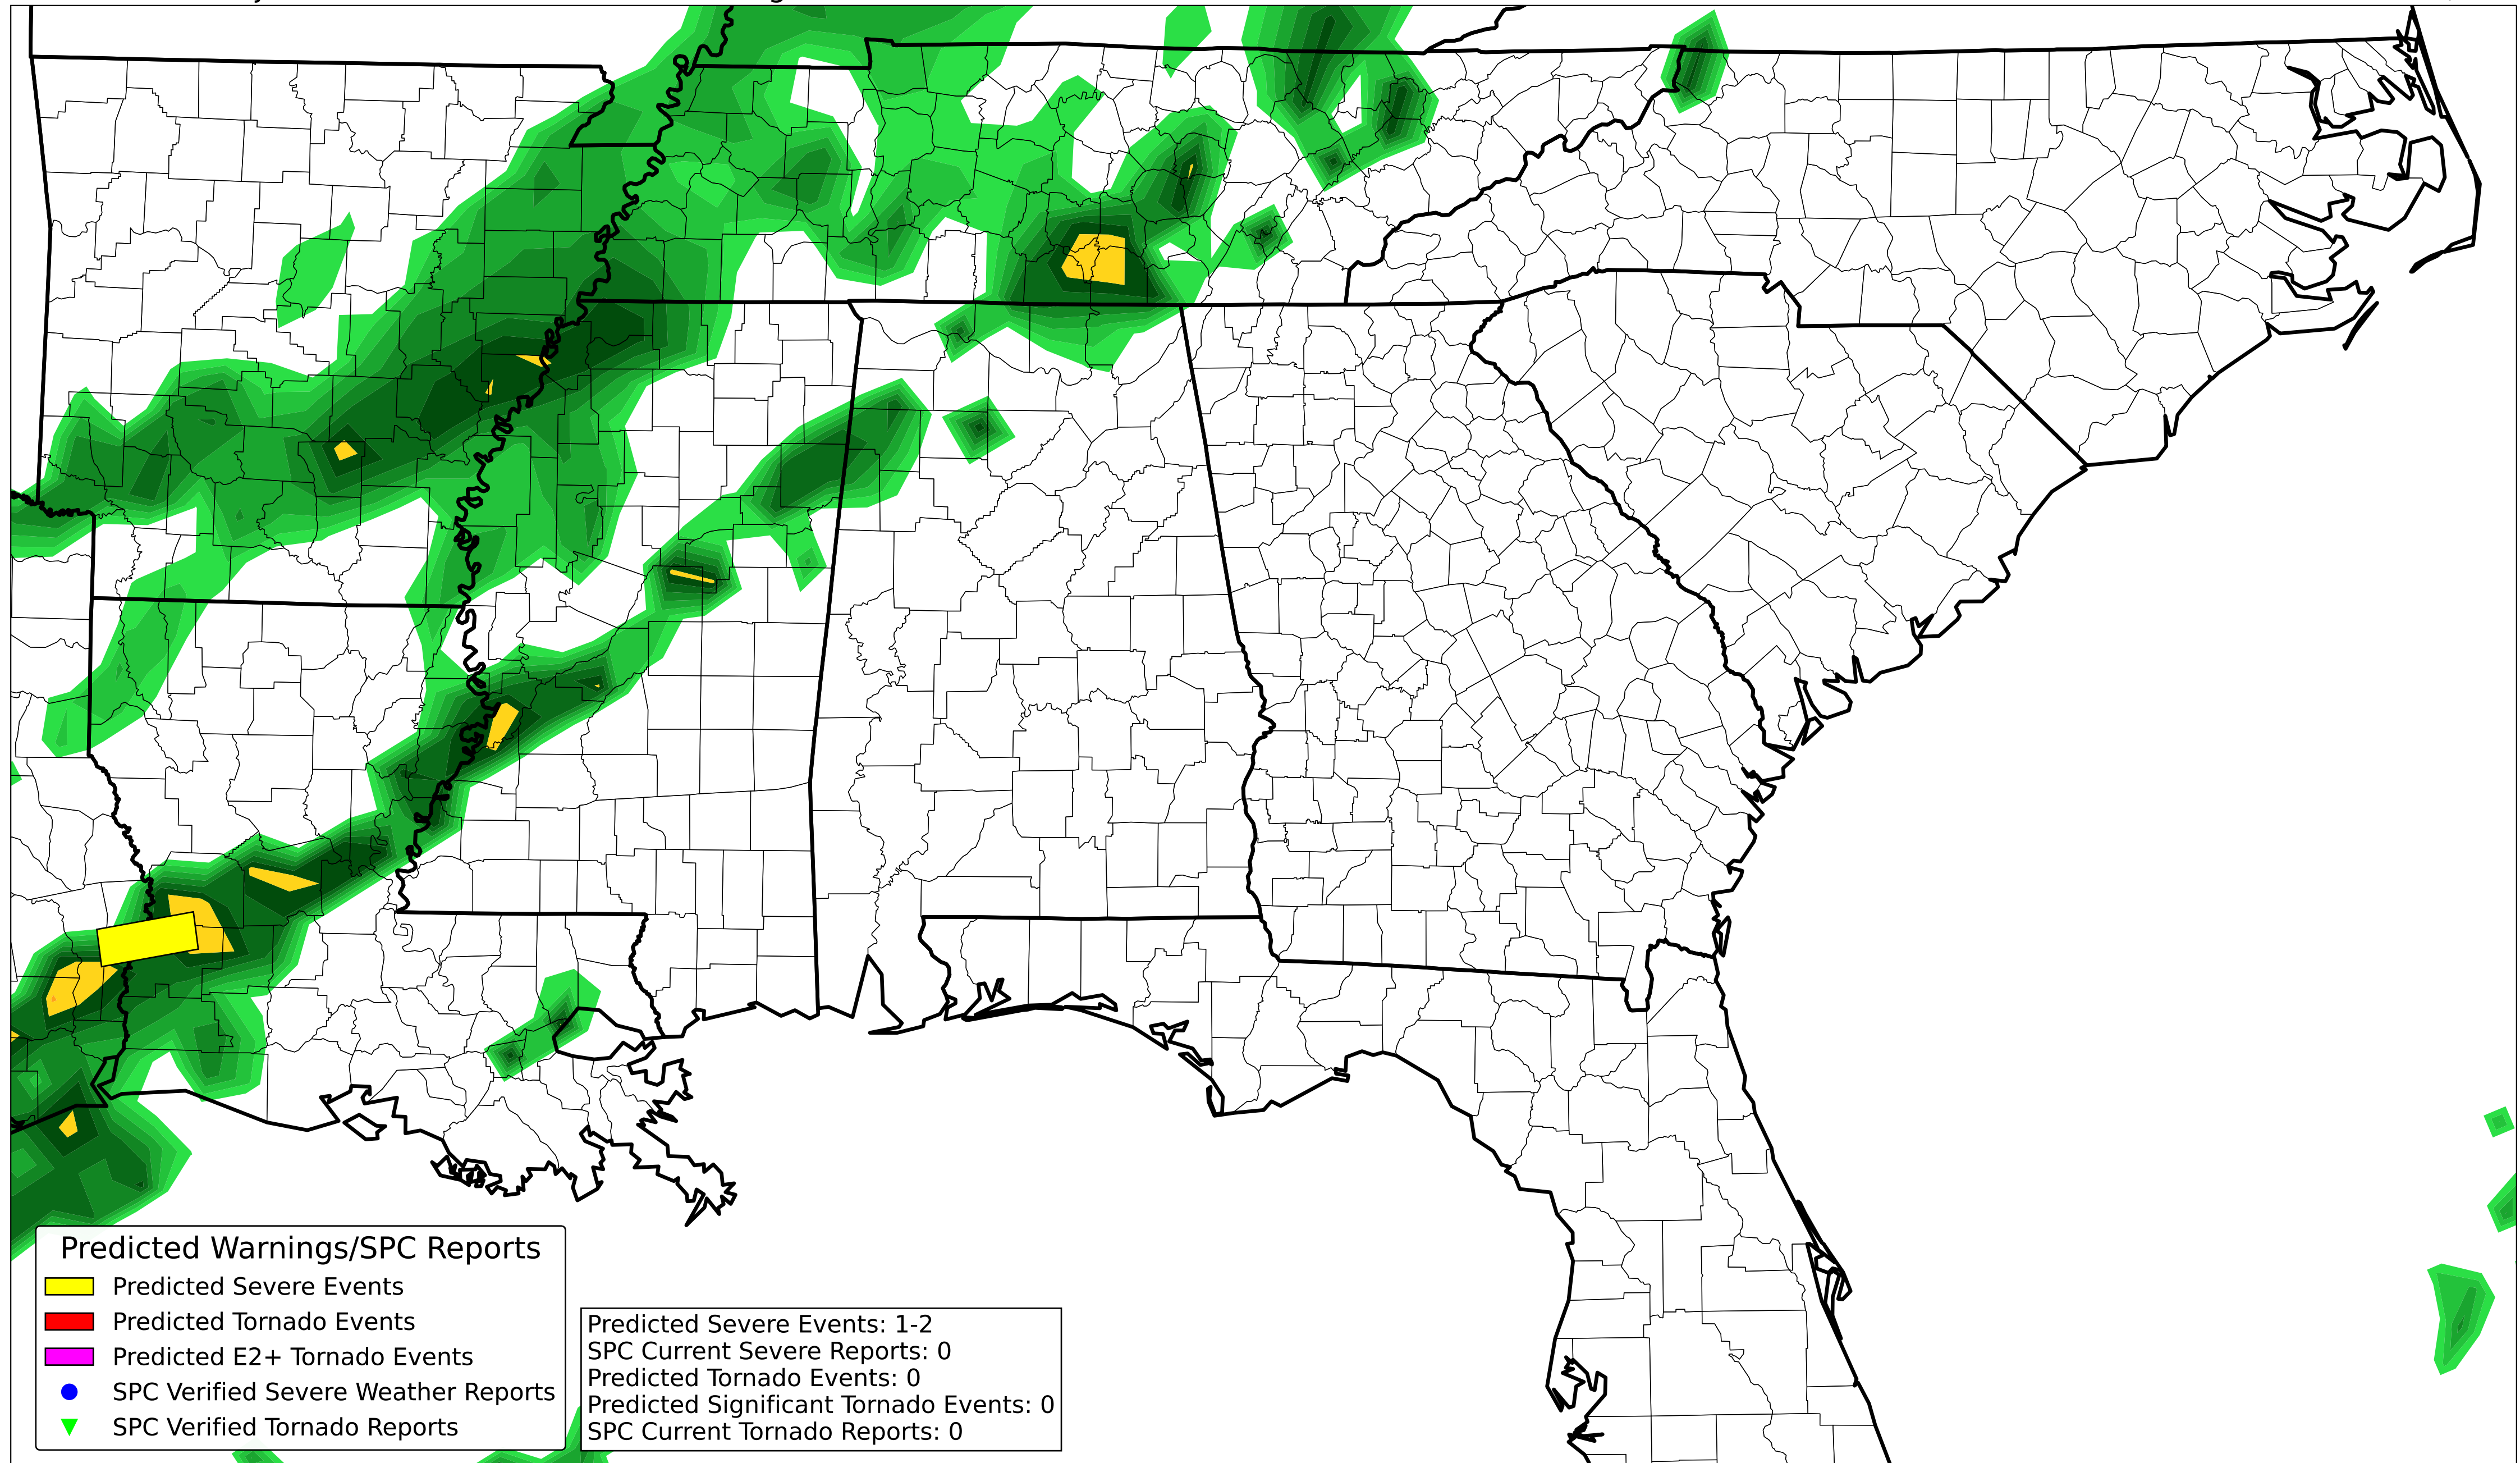 Predicted Warnings/SPC Reports
Predicted Severe Events
Predicted Tornado Events
Predicted E2+ Tornado Events
SPC Verified Severe Weather Reports
SPC Verified Tornado Reports
Predicted Severe Events: 1-2
SPC Current Severe Reports: 0
Predicted Tornado Events: 0
Predicted Significant Tornado Events: 0
SPC Current Tornado Reports: 0